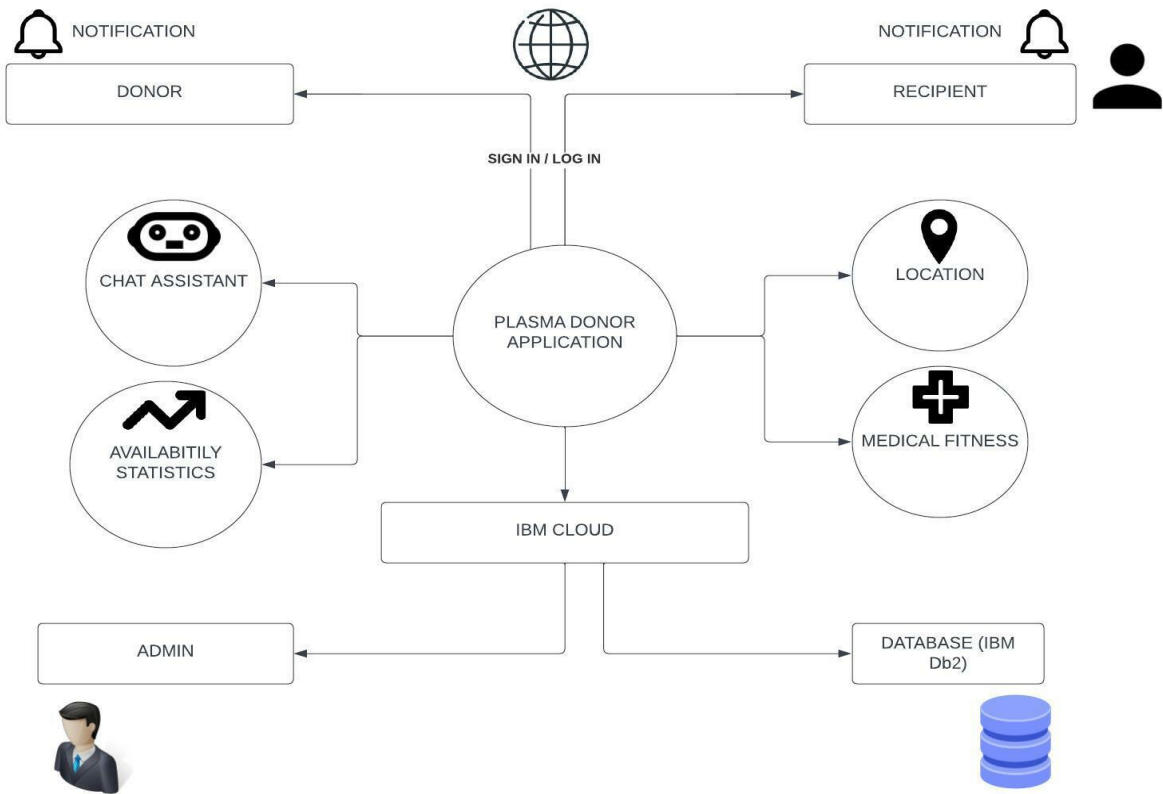 NOTIFICATION
NOTIFICATION
DONOR
RECIPIENT
SIGN IN / LOG IN
CHAT ASSISTANT
LOCATION
PLASMA DONOR
APPLICATION
MEDICAL FITNESS
AVAILABITILY
STATISTICS
IBM CLOUD
ADMIN
DATABASE (IBM
Db2)